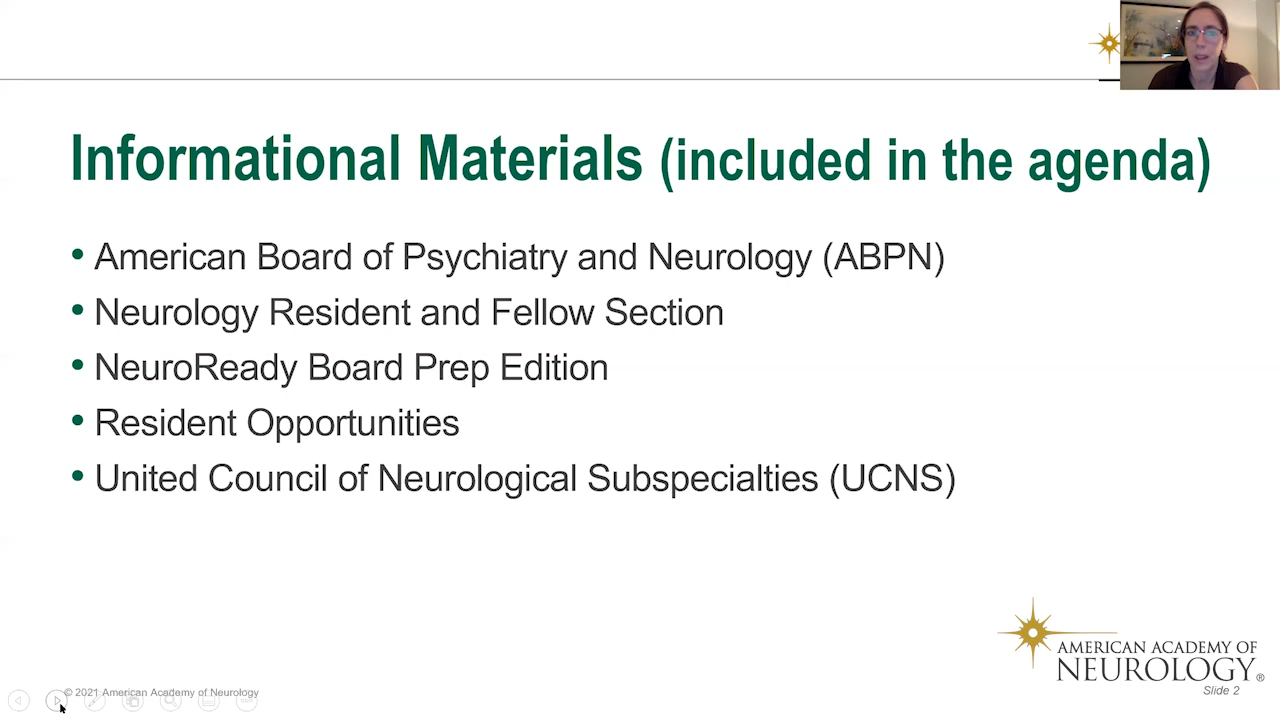 Informational Materials (included in the agenda)
• American Board of Psychiatry and Neurology (ABPN)
• Neurology Resident and Fellow Section
• NeuroReady Board Prep Edition
• Resident Opportunities
• United Council of Neurological Subspecialties (UCNS)
AMERICAN ACADEMY OF
NEUROLOGY®
© 2021 American Academy of Neurology
Slide 2